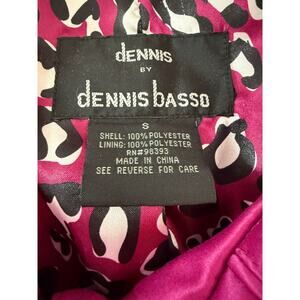 dENNIS
BY
dENNIS basso
S
SHELL: 100% POLYESTER
LINING: 100% POLYESTER
RN#98393
MADE IN CHINA
SEE REVERSE FOR CARE